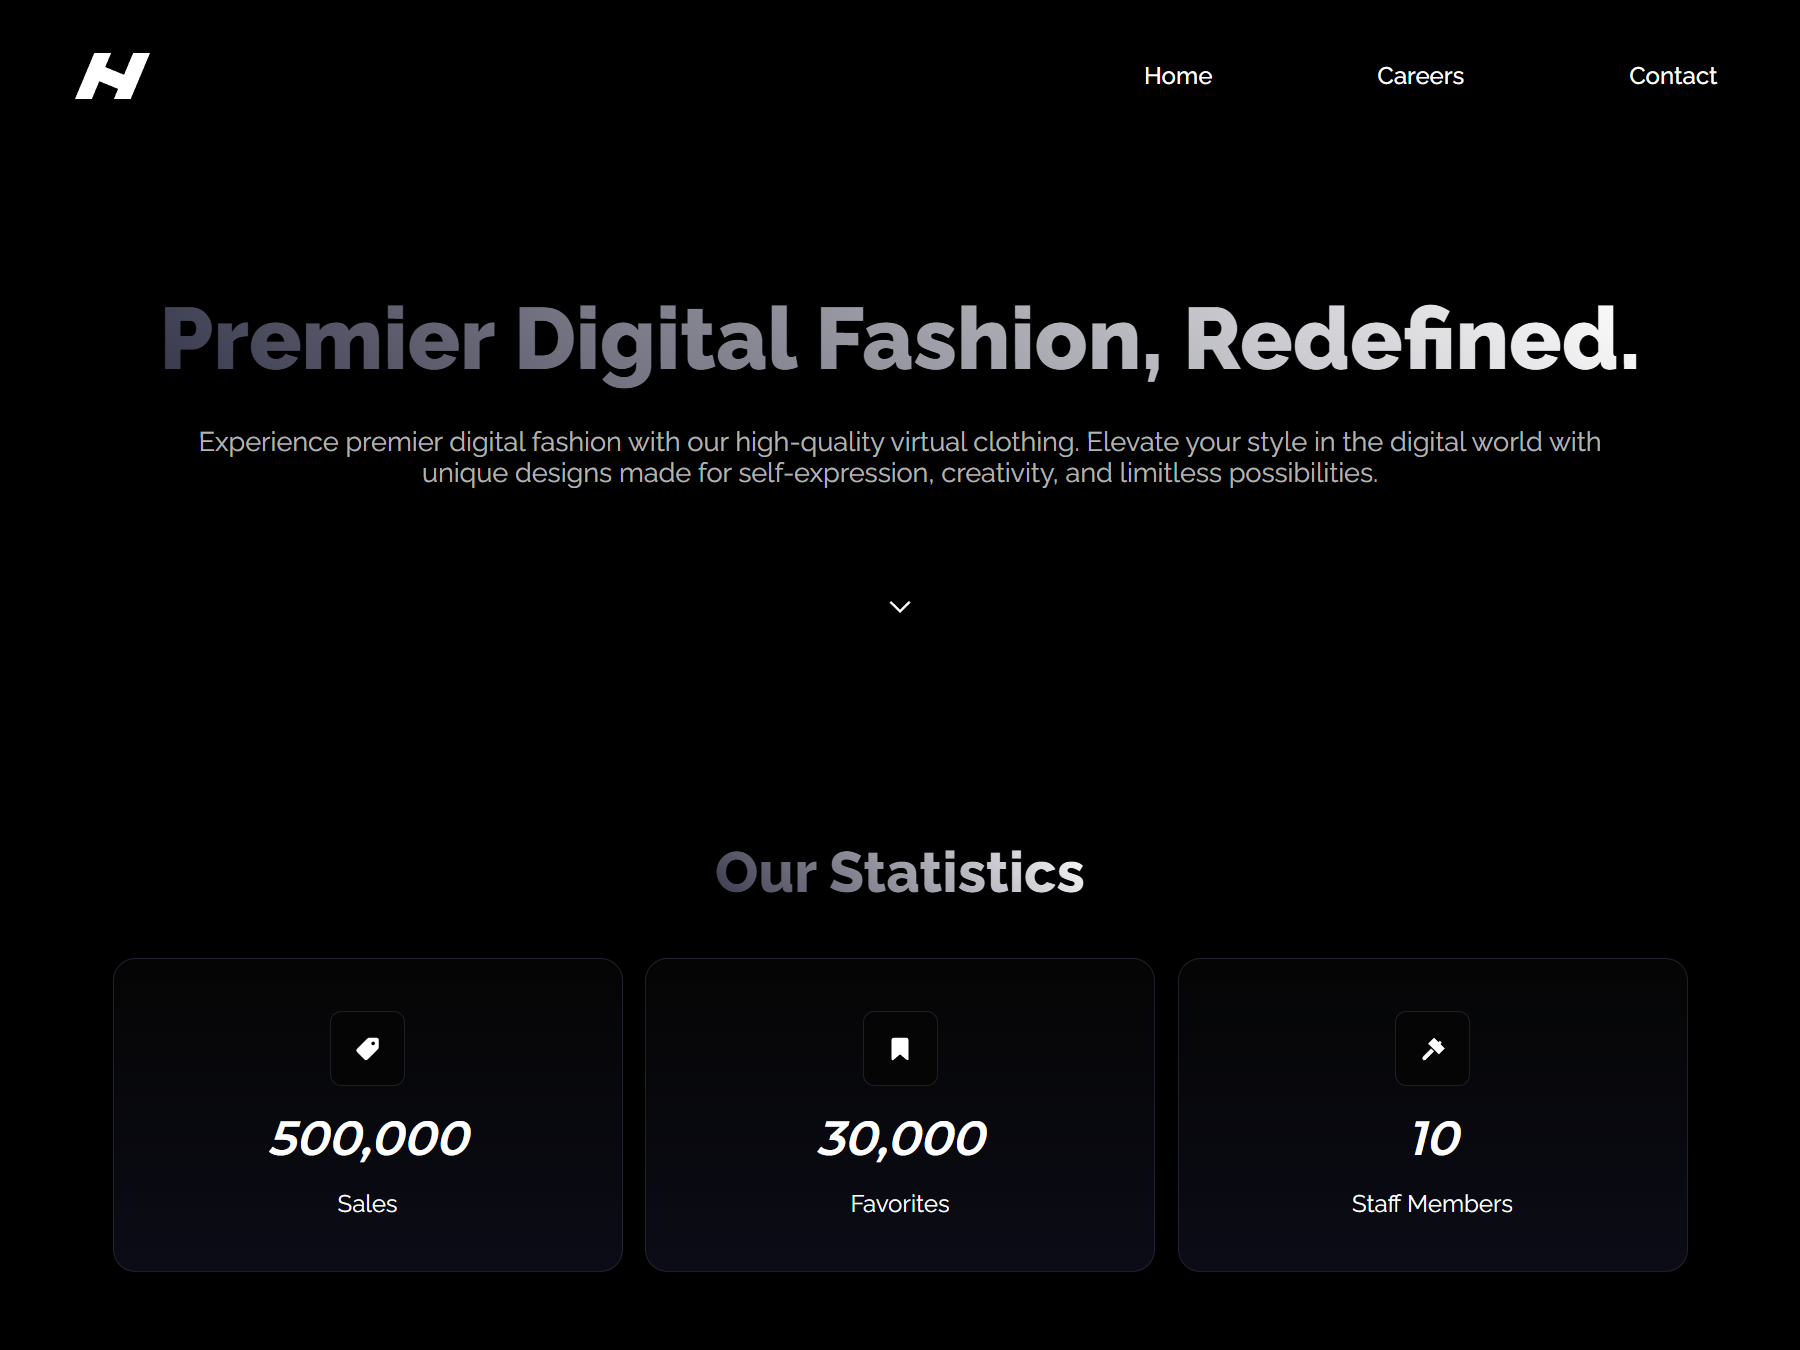 H
Home Careers Contact
Premier Digital Fashion, Redefined.
Experience premier digital fashion with our high-quality virtual clothing. Elevate your style in the digital world with
unique designs made for self-expression, creativity, and limitless possibilities.
Our Statistics
500,000 30,000 10
Sales Favorites Staff Members